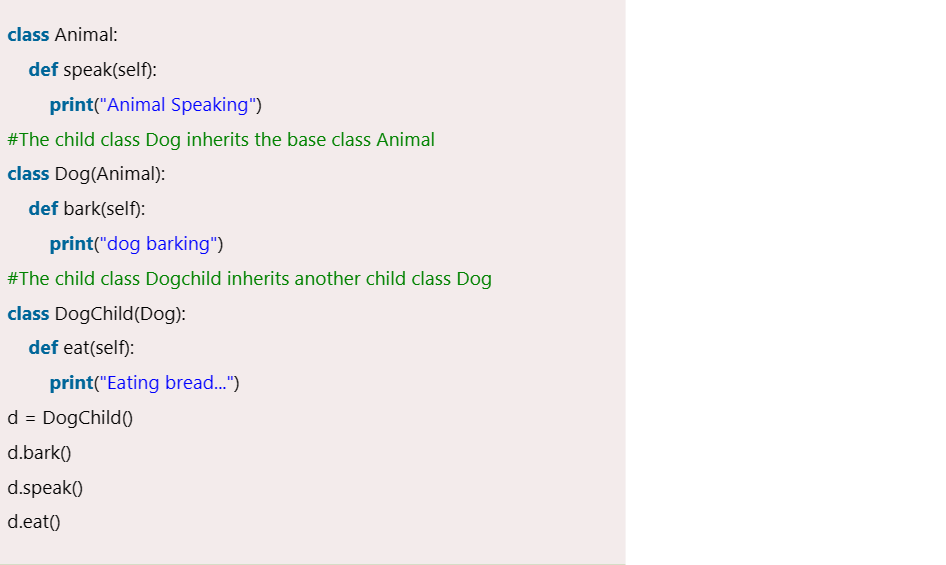 class Animal:
def speak(self):
print("Animal Speaking")
#The child class Dog inherits the base class Animal
class Dog(Animal):
def bark(self):
print("dog barking")
#The child class Dogchild inherits another child class Dog
class DogChild(Dog):
def eat(self):
print("Eating bread...")
d = DogChild()
d.bark()
d.speak()
d.eat()